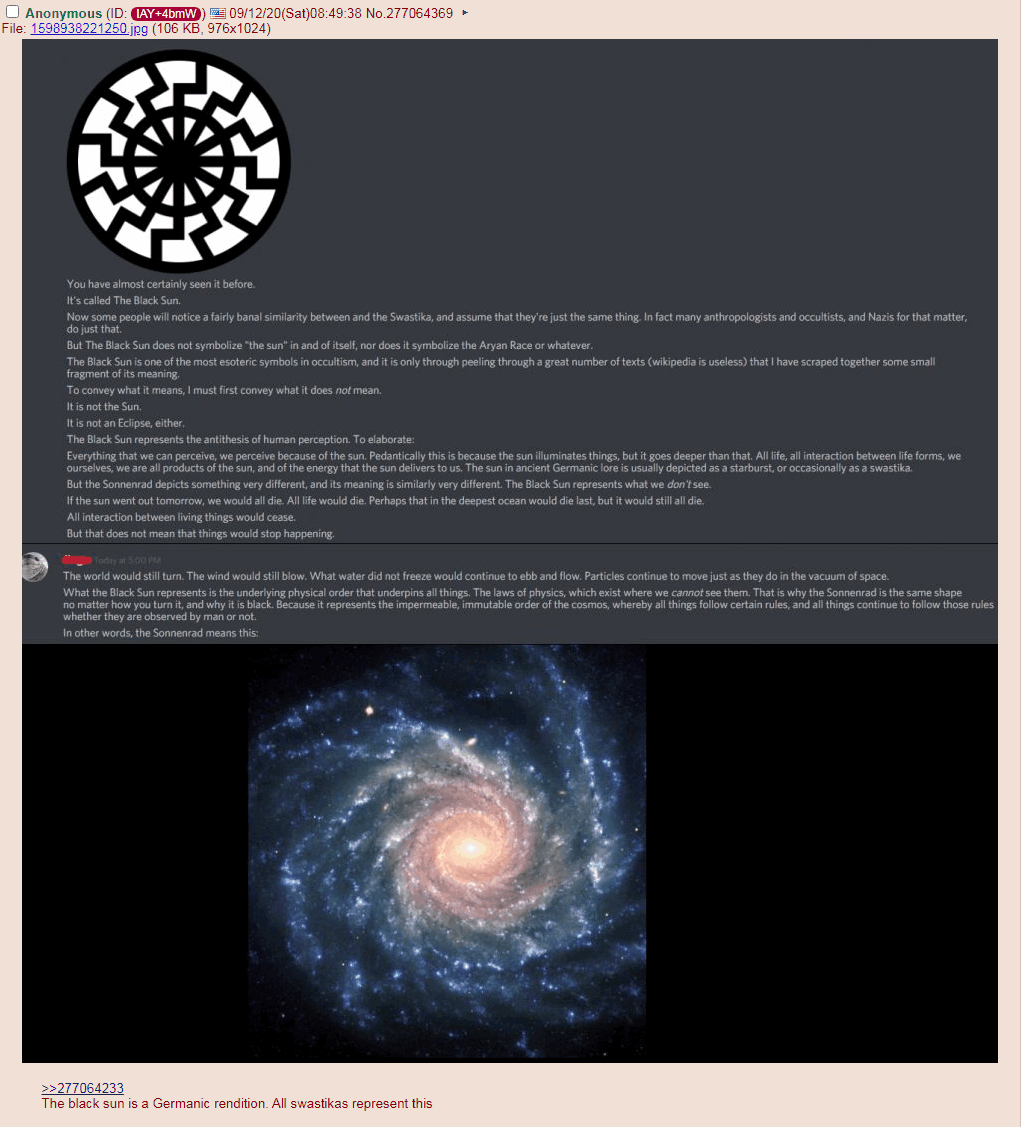 Anonymous (ID: IAY+4bmW) 09/12/20(Sat)08:49:38 No.277064369
File: 1598938221250.jpg (106 KB, 976x1024)
You have almost certainly seen it before.
It's called The Black Sun.
Now some people will notice a fairly banal similarity between and the Swastika, and assume that they're just the same thing. In fact many anthropologists and occultists, and Nazis for that matter,
do just that.
But The Black Sun does not symbolize "the sun" in and of itself, nor does it symbolize the Aryan Race or whatever.
The Black Sun is one of the most esoteric symbols in occultism, and it is only through peeling through a great number of texts (wikipedia is useless) that I have scraped together some small
fragment of its meaning.
To convey what it means, I must first convey what it does not mean.
It is not the Sun.
It is not an Eclipse, either.
The Black Sun represents the antithesis of human perception. To elaborate:
Everything that we can perceive, we perceive because of the sun. Pedantically this is because the sun illuminates things, but it goes deeper than that. All life, all interaction between life forms, we
ourselves, we are all products of the sun, and of the energy that the sun delivers to us. The sun in ancient Germanic lore is usually depicted as a starburst, or occasionally as a swastika.
But the Sonnenrad depicts something very different, and its meaning is similarly very different. The Black Sun represents what we don't see.
If the sun went out tomorrow, we would all die. All life would die. Perhaps that in the deepest ocean would die last, but it would still all die.
All interaction between living things would cease.
But that does not mean that things would stop happening.
Today at 5:00 PM
The world would still turn. The wind would still blow. What water did not freeze would continue to ebb and flow. Particles continue to move just as they do in the vacuum of space.
What the Black Sun represents is the underlying physical order that underpins all things. The laws of physics, which exist where we cannot see them. That is why the Sonnenrad is the same shape
no matter how you turn it, and why it is black. Because it represents the impermeable, immutable order of the cosmos, whereby all things follow certain rules, and all things continue to follow those rules
whether they are observed by man or not.
In other words, the Sonnenrad means this:
>>277064233
The black sun is a Germanic rendition. All swastikas represent this